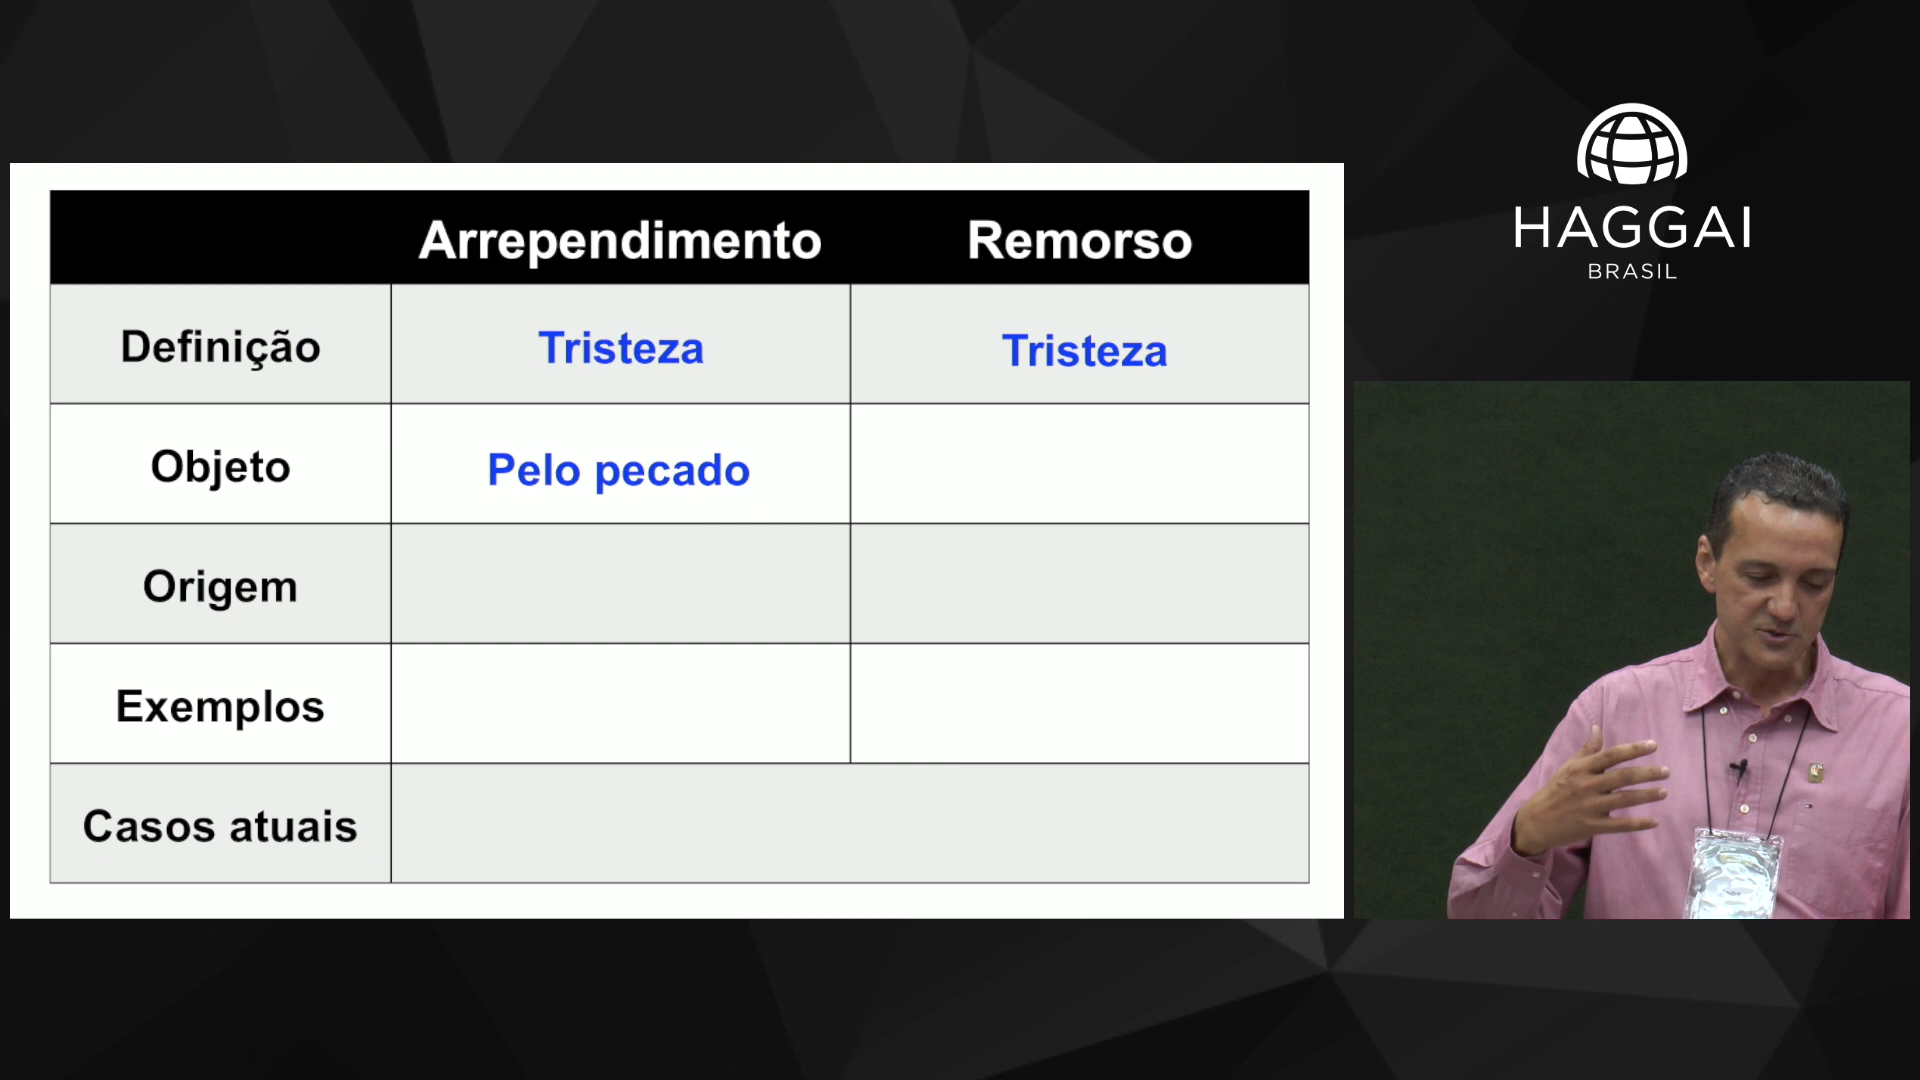 Arrependimento Remorso
Definição Tristeza Tristeza
Objeto Pelo pecado
Origem
Exemplos
Casos atuais
HAGGAI
BRASIL